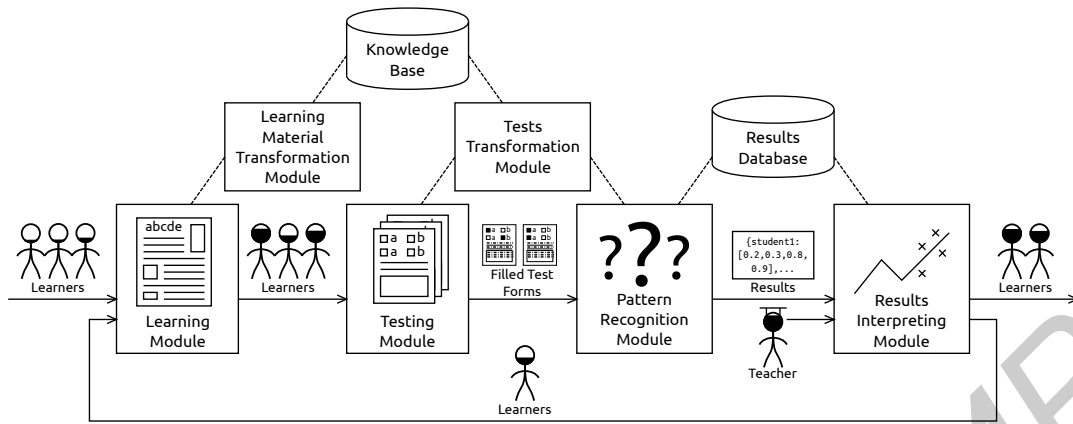 Knowledge
Base
Learning
Material
Transformation
Module
Tests
Transformation
Module
Results
Database
abcde
Learners
Learning
Module
Learners
a b
a b
Testing
Module
a b
a b
a b
a b
Filled Test
Forms
???
Pattern
Recognition
Module
{student1:
[0.2,0.3,0.8,
0.9],...
Results
Teacher
Results
Interpreting
Module
Learners
Learners